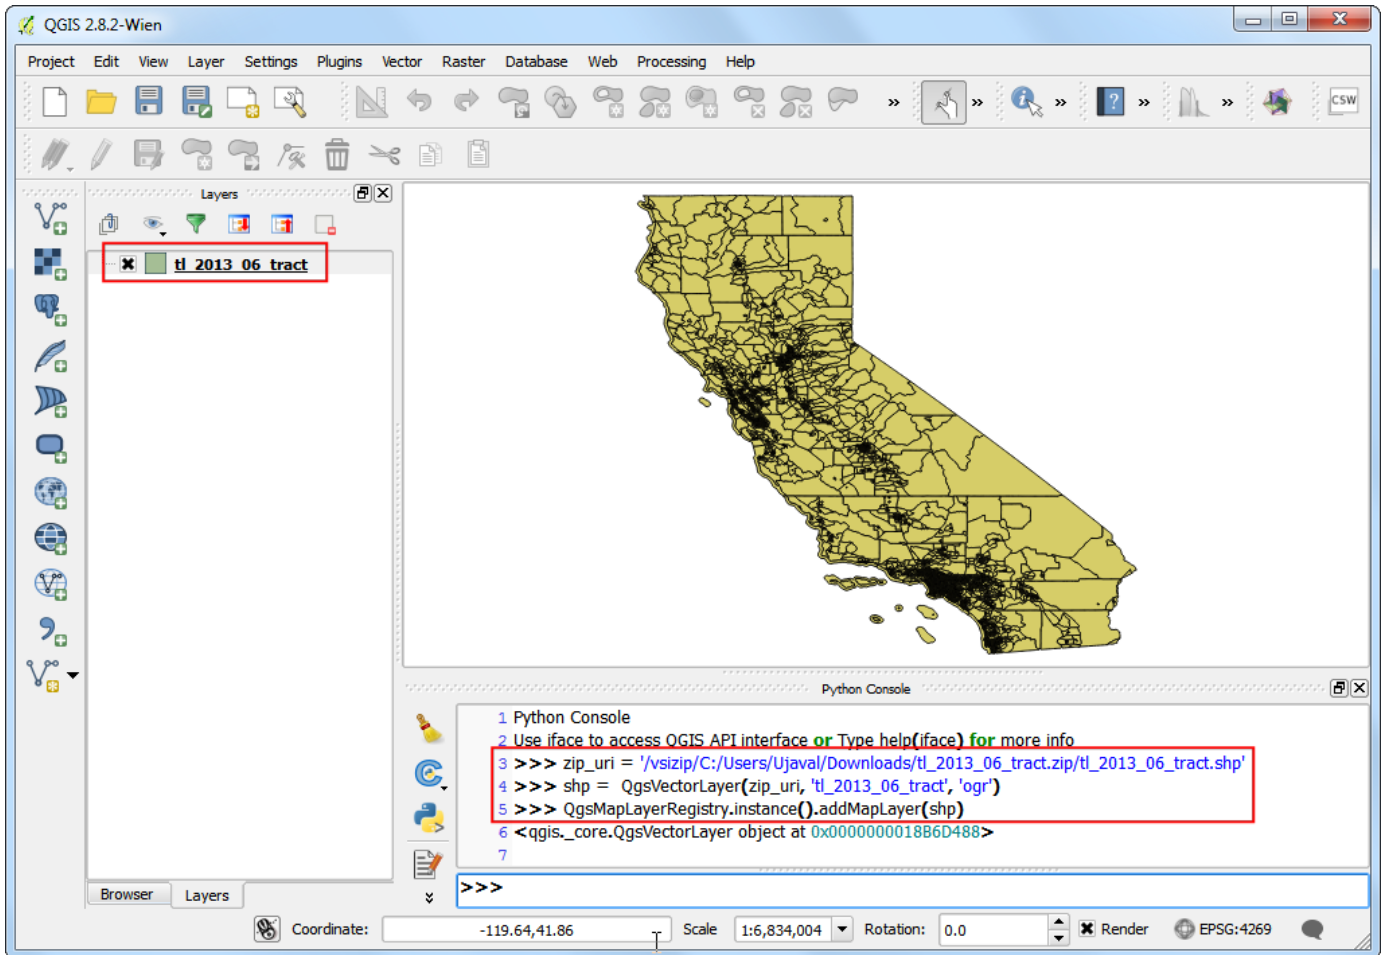 QGIS 2.8.2-Wien
Project Edit View Layer Settings Plugins Vector Raster Database Web Processing Help
» » » » » CSW
Layers
tl_2013_06_tract
Python Console
1 Python Console
2 Use iface to access QGIS API interface or Type help(iface) for more info
3 >>> zip_uri = '/vsizip/C:/Users/Ujaval/Downloads/tl_2013_06_tract.zip/tl_2013_06_tract.shp'
4 >>> shp = QgsVectorLayer(zip_uri, 'tl_2013_06_tract', 'ogr')
5 >>> QgsMapLayerRegistry.instance().addMapLayer(shp)
6 <qgis._core.QgsVectorLayer object at 0x0000000018B6D488>
7
>>>
Browser Layers
Coordinate: -119.64,41.86 Scale 1:6,834,004 Rotation: 0.0 Render EPSG:4269